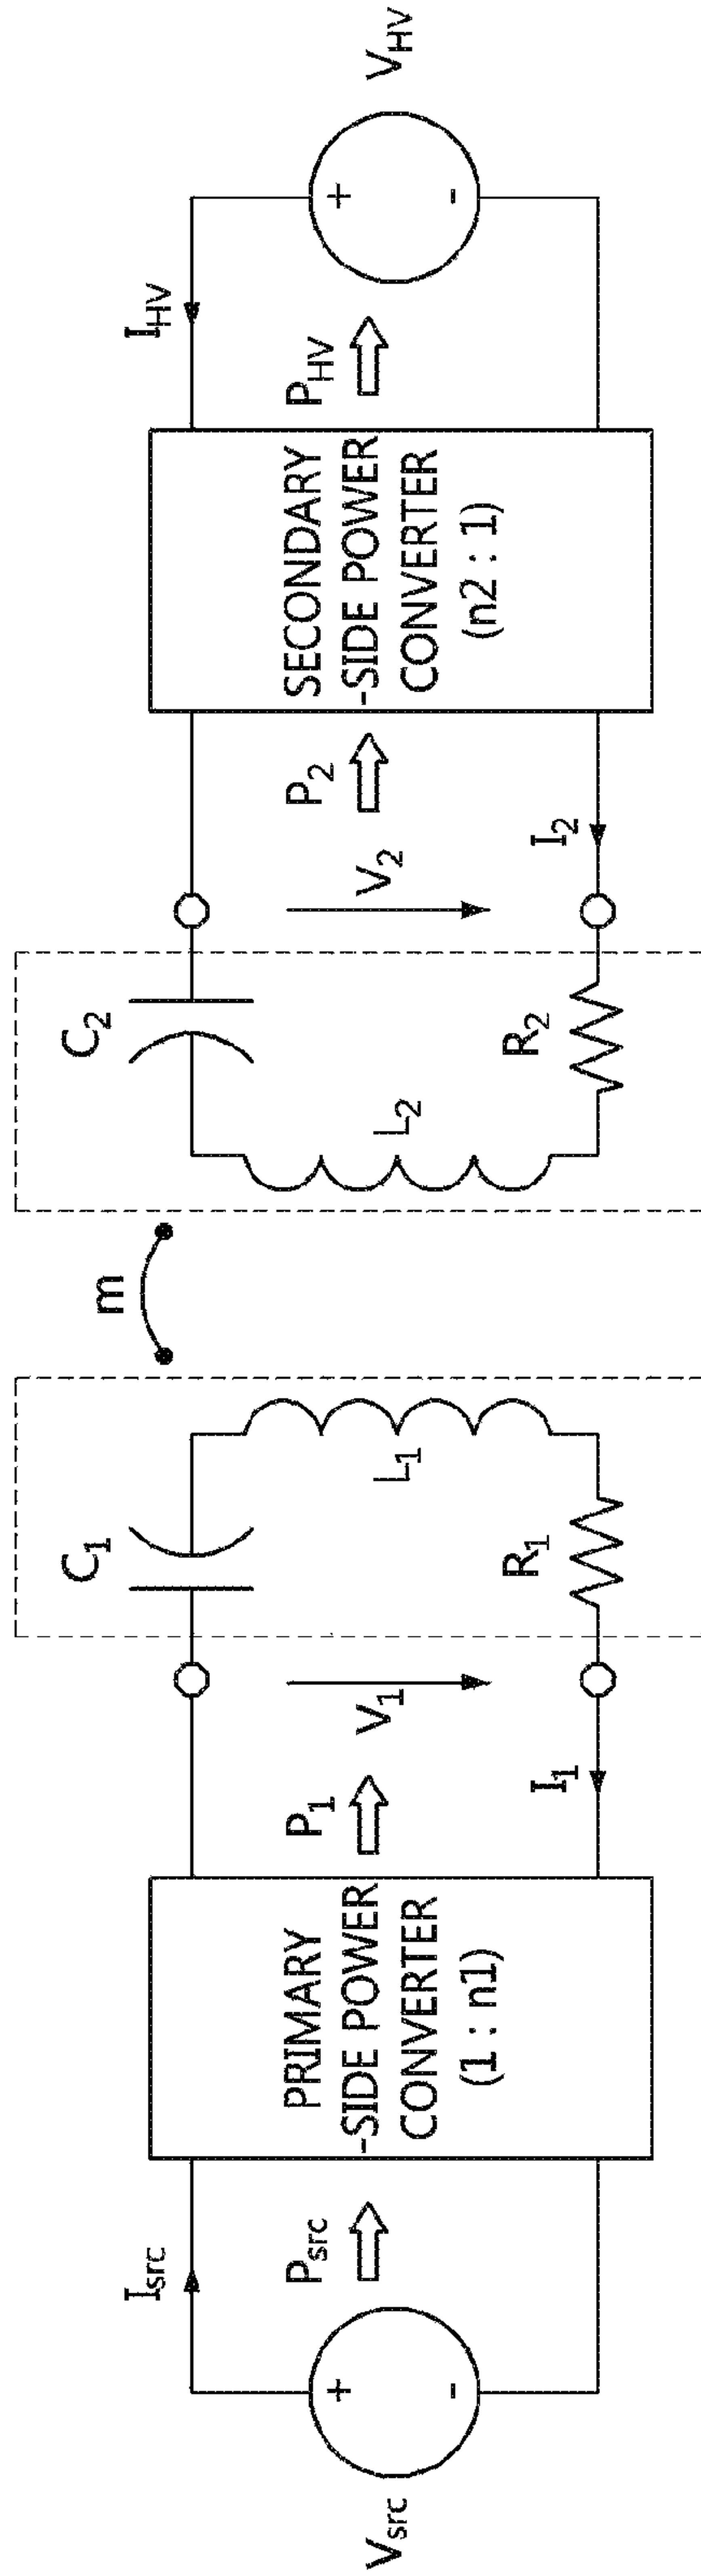 V_src
+
-
I_src
P_src
PRIMARY
-SIDE POWER
CONVERTER
(1 : n1)
P_1
I_1
V_1
C_1
R_1
L_1
m
L_2
C_2
R_2
V_2
P_2
I_2
SECONDARY
-SIDE POWER
CONVERTER
(n2 : 1)
I_HV
P_HV
+
-
V_HV